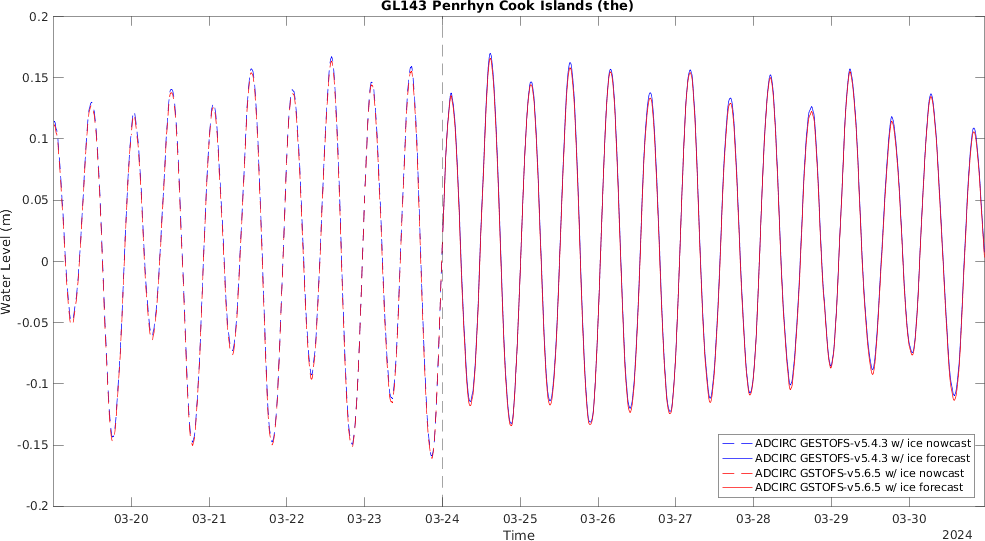 GL143 Penrhyn Cook Islands (the)
0.2
0.15
0.1
0.05
0
-0.05
-0.1
-0.15
-0.2
Water Level (m)
ADCIRC GESTOFS-v5.4.3 w/ ice nowcast
ADCIRC GESTOFS-v5.4.3 w/ ice forecast
ADCIRC GSTOFS-v5.6.5 w/ ice nowcast
ADCIRC GSTOFS-v5.6.5 w/ ice forecast
03-20 03-21 03-22 03-23 03-24 03-25 03-26 03-27 03-28 03-29 03-30
Time
2024